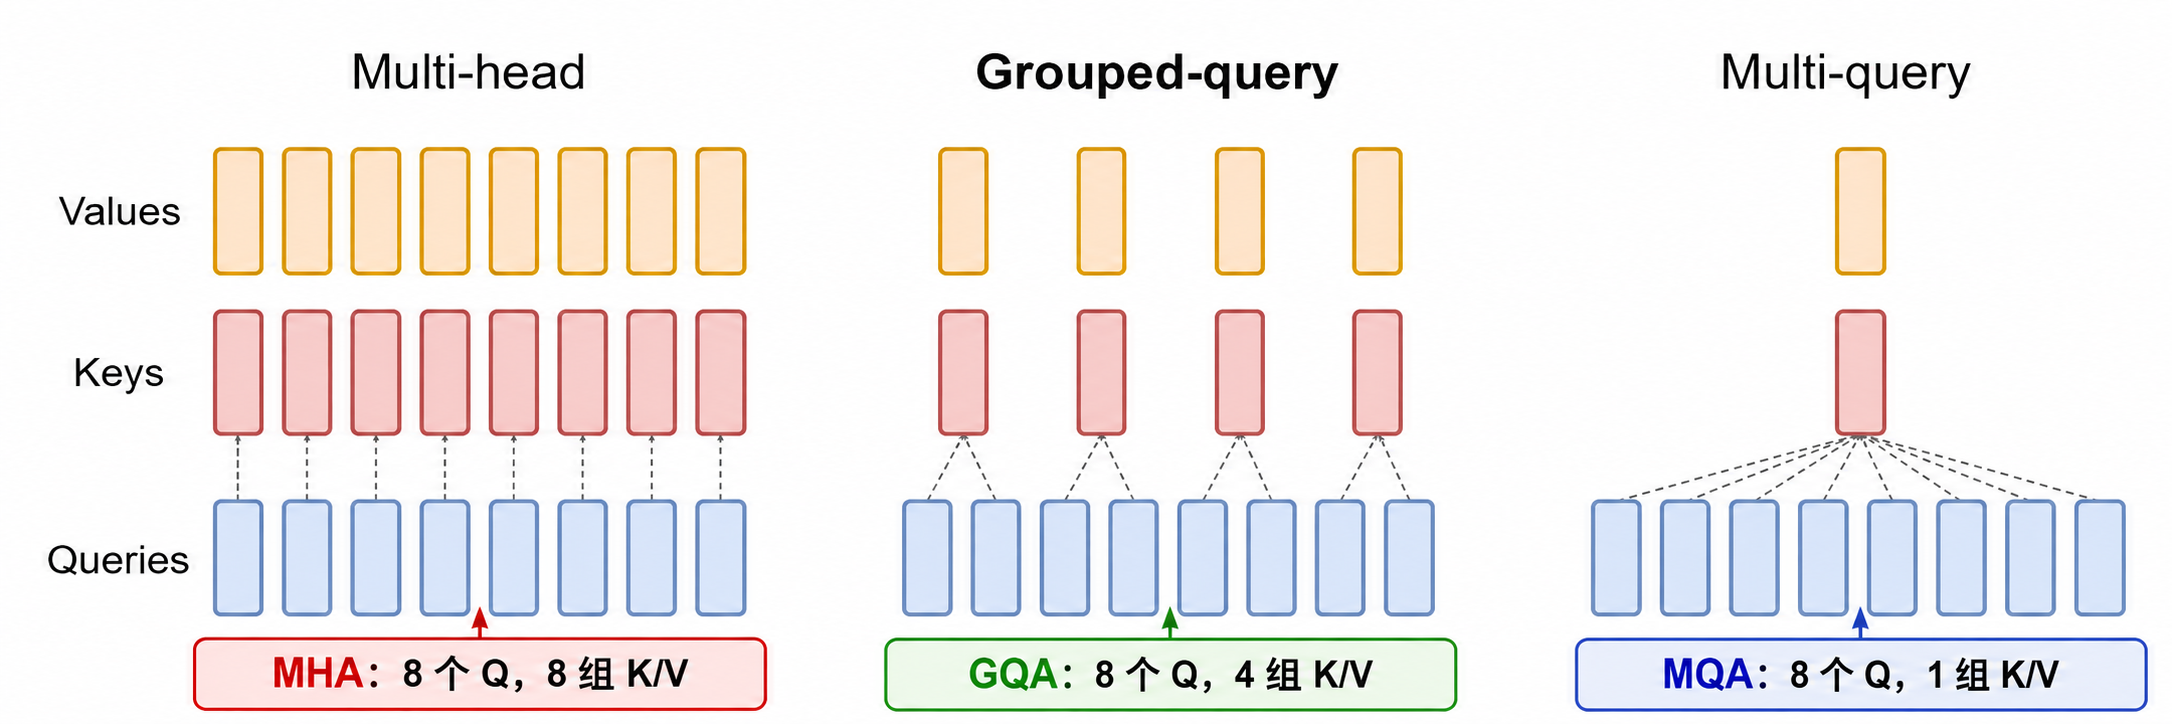 Multi-head
Grouped-query
Multi-query
Values
Keys
Queries
MHA：8 个 Q，8 组 K/V
GQA：8 个 Q，4 组 K/V
MQA：8 个 Q，1 组 K/V